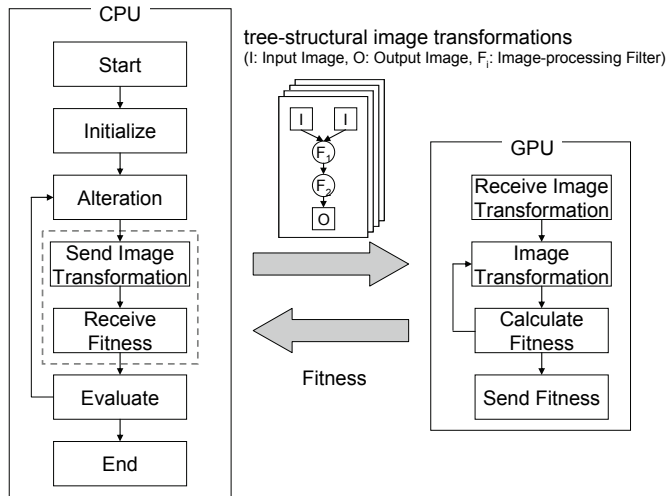 CPU
Start
Initialize
Alteration
Send Image
Transformation
Receive
Fitness
Evaluate
End
tree-structural image transformations
(I: Input Image, O: Output Image, Fi: Image-processing Filter)
I I
F1
F2
O
Fitness
GPU
Receive Image
Transformation
Image
Transformation
Calculate
Fitness
Send Fitness